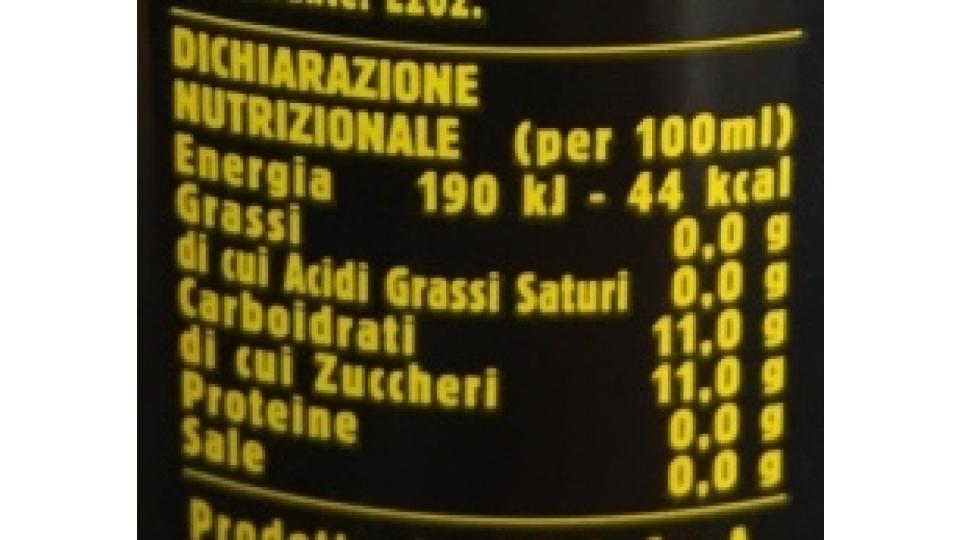 E202.
DICHIARAZIONE
NUTRIZIONALE (per 100ml)
Energia 190 kJ - 44 kcal
Grassi 0,0 g
di cui Acidi Grassi Saturi 0,0 g
Carboidrati 11,0 g
di cui Zuccheri 11,0 g
Proteine 0,0 g
Sale 0,0 g